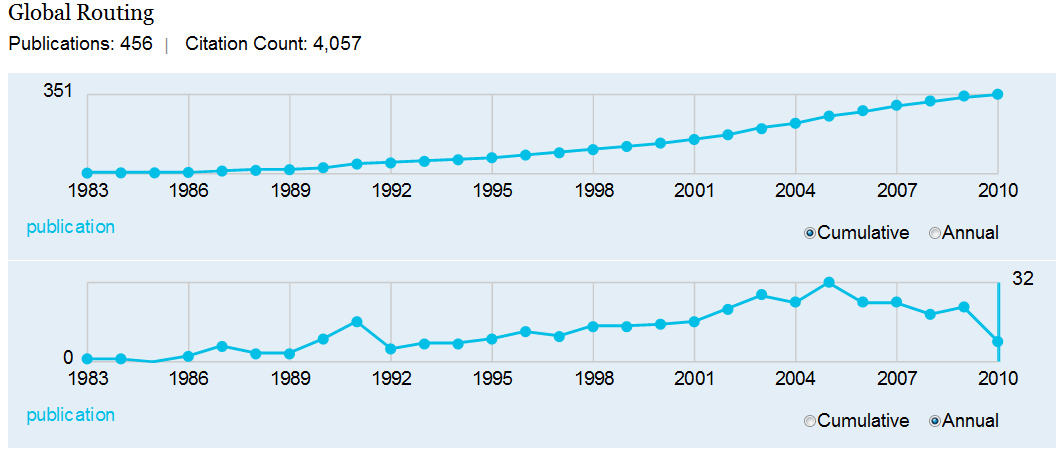 Global Routing
Publications: 456 | Citation Count: 4,057
351
1983 1986 1989 1992 1995 1998 2001 2004 2007 2010
publication
Cumulative Annual
32
0
1983 1986 1989 1992 1995 1998 2001 2004 2007 2010
publication
Cumulative Annual